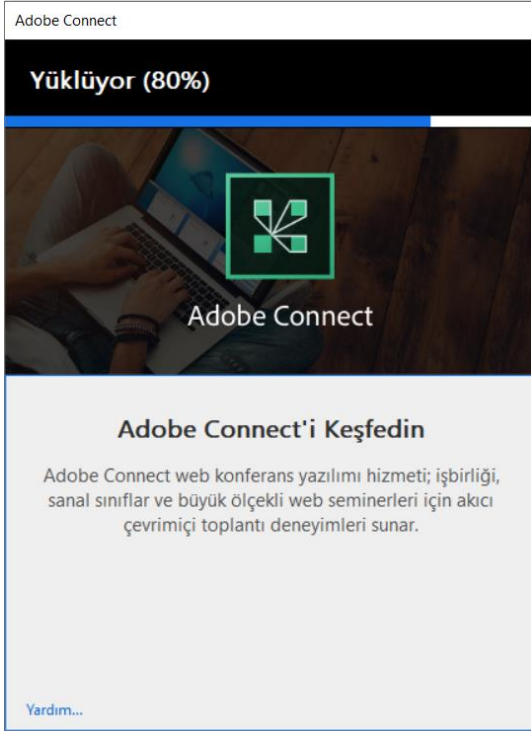 Adobe Connect
Yüklüyor (80%)
Adobe Connect
Adobe Connect'i Keşfedin
Adobe Connect web konferans yazılımı hizmeti; işbirliği,
sanal sınıflar ve büyük ölçekli web seminerleri için akıcı
çevrimiçi toplantı deneyimleri sunar.
Yardım...